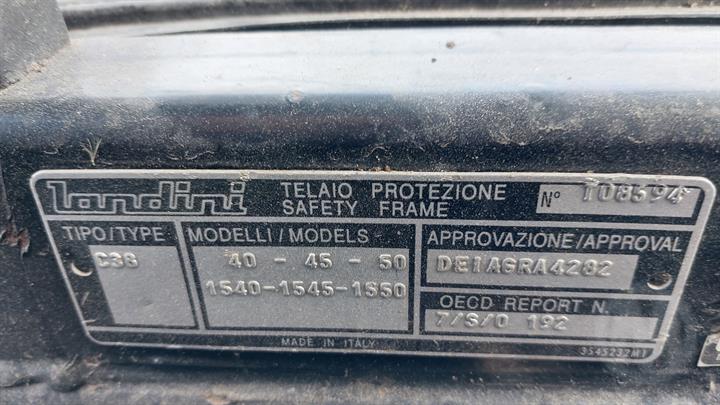 Landini TELAIO PROTEZIONE SAFETY FRAME N° T08594
TIPO/TYPE MODELLI/MODELS APPROVAZIONE/APPROVAL
C38 40 - 45 - 50 DE1AGRA4282
1540-1545-1550 OECD REPORT N.
7/S/0 192
MADE IN ITALY 3545232M1